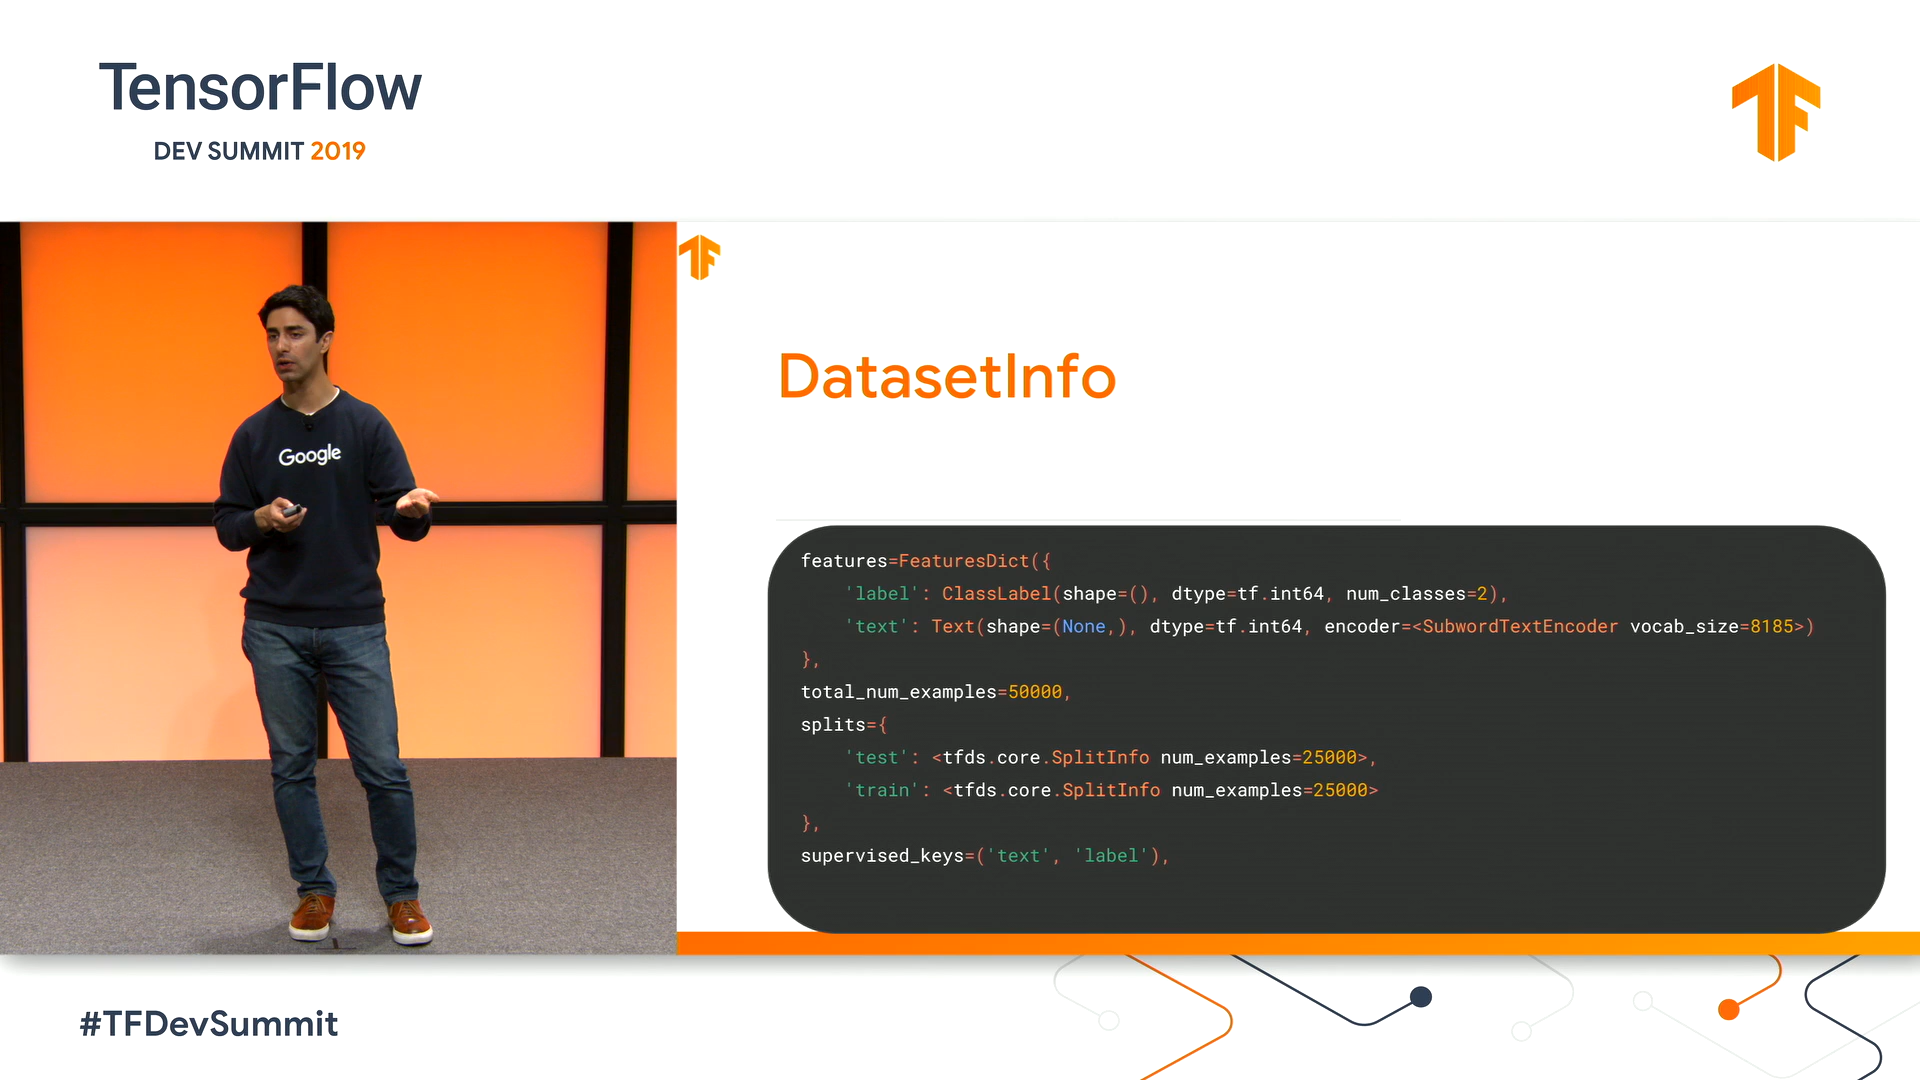 TensorFlow
DEV SUMMIT 2019
Google
DatasetInfo
features=FeaturesDict({
    'label': ClassLabel(shape=(), dtype=tf.int64, num_classes=2),
    'text': Text(shape=(None,), dtype=tf.int64, encoder=<SubwordTextEncoder vocab_size=8185>)
},
total_num_examples=50000,
splits={
    'test': <tfds.core.SplitInfo num_examples=25000>,
    'train': <tfds.core.SplitInfo num_examples=25000>
},
supervised_keys=('text', 'label'),
#TFDevSummit